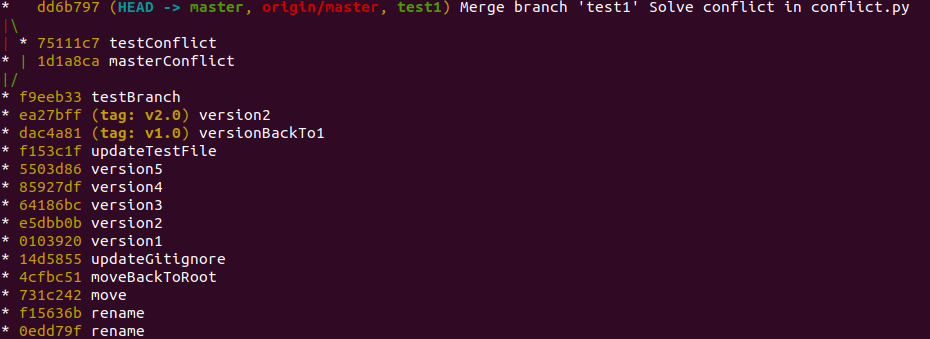 *   dd6b797 (HEAD -> master, origin/master, test1) Merge branch 'test1' Solve conflict in conflict.py
|\
| * 75111c7 testConflict
* | 1d1a8ca masterConflict
|/
* f9eeb33 testBranch
* ea27bff (tag: v2.0) version2
* dac4a81 (tag: v1.0) versionBackTo1
* f153c1f updateTestFile
* 5503d86 version5
* 85927df version4
* 64186bc version3
* e5dbb0b version2
* 0103920 version1
* 14d5855 updateGitignore
* 4cfbc51 moveBackToRoot
* 731c242 move
* f15636b rename
* 0edd79f rename